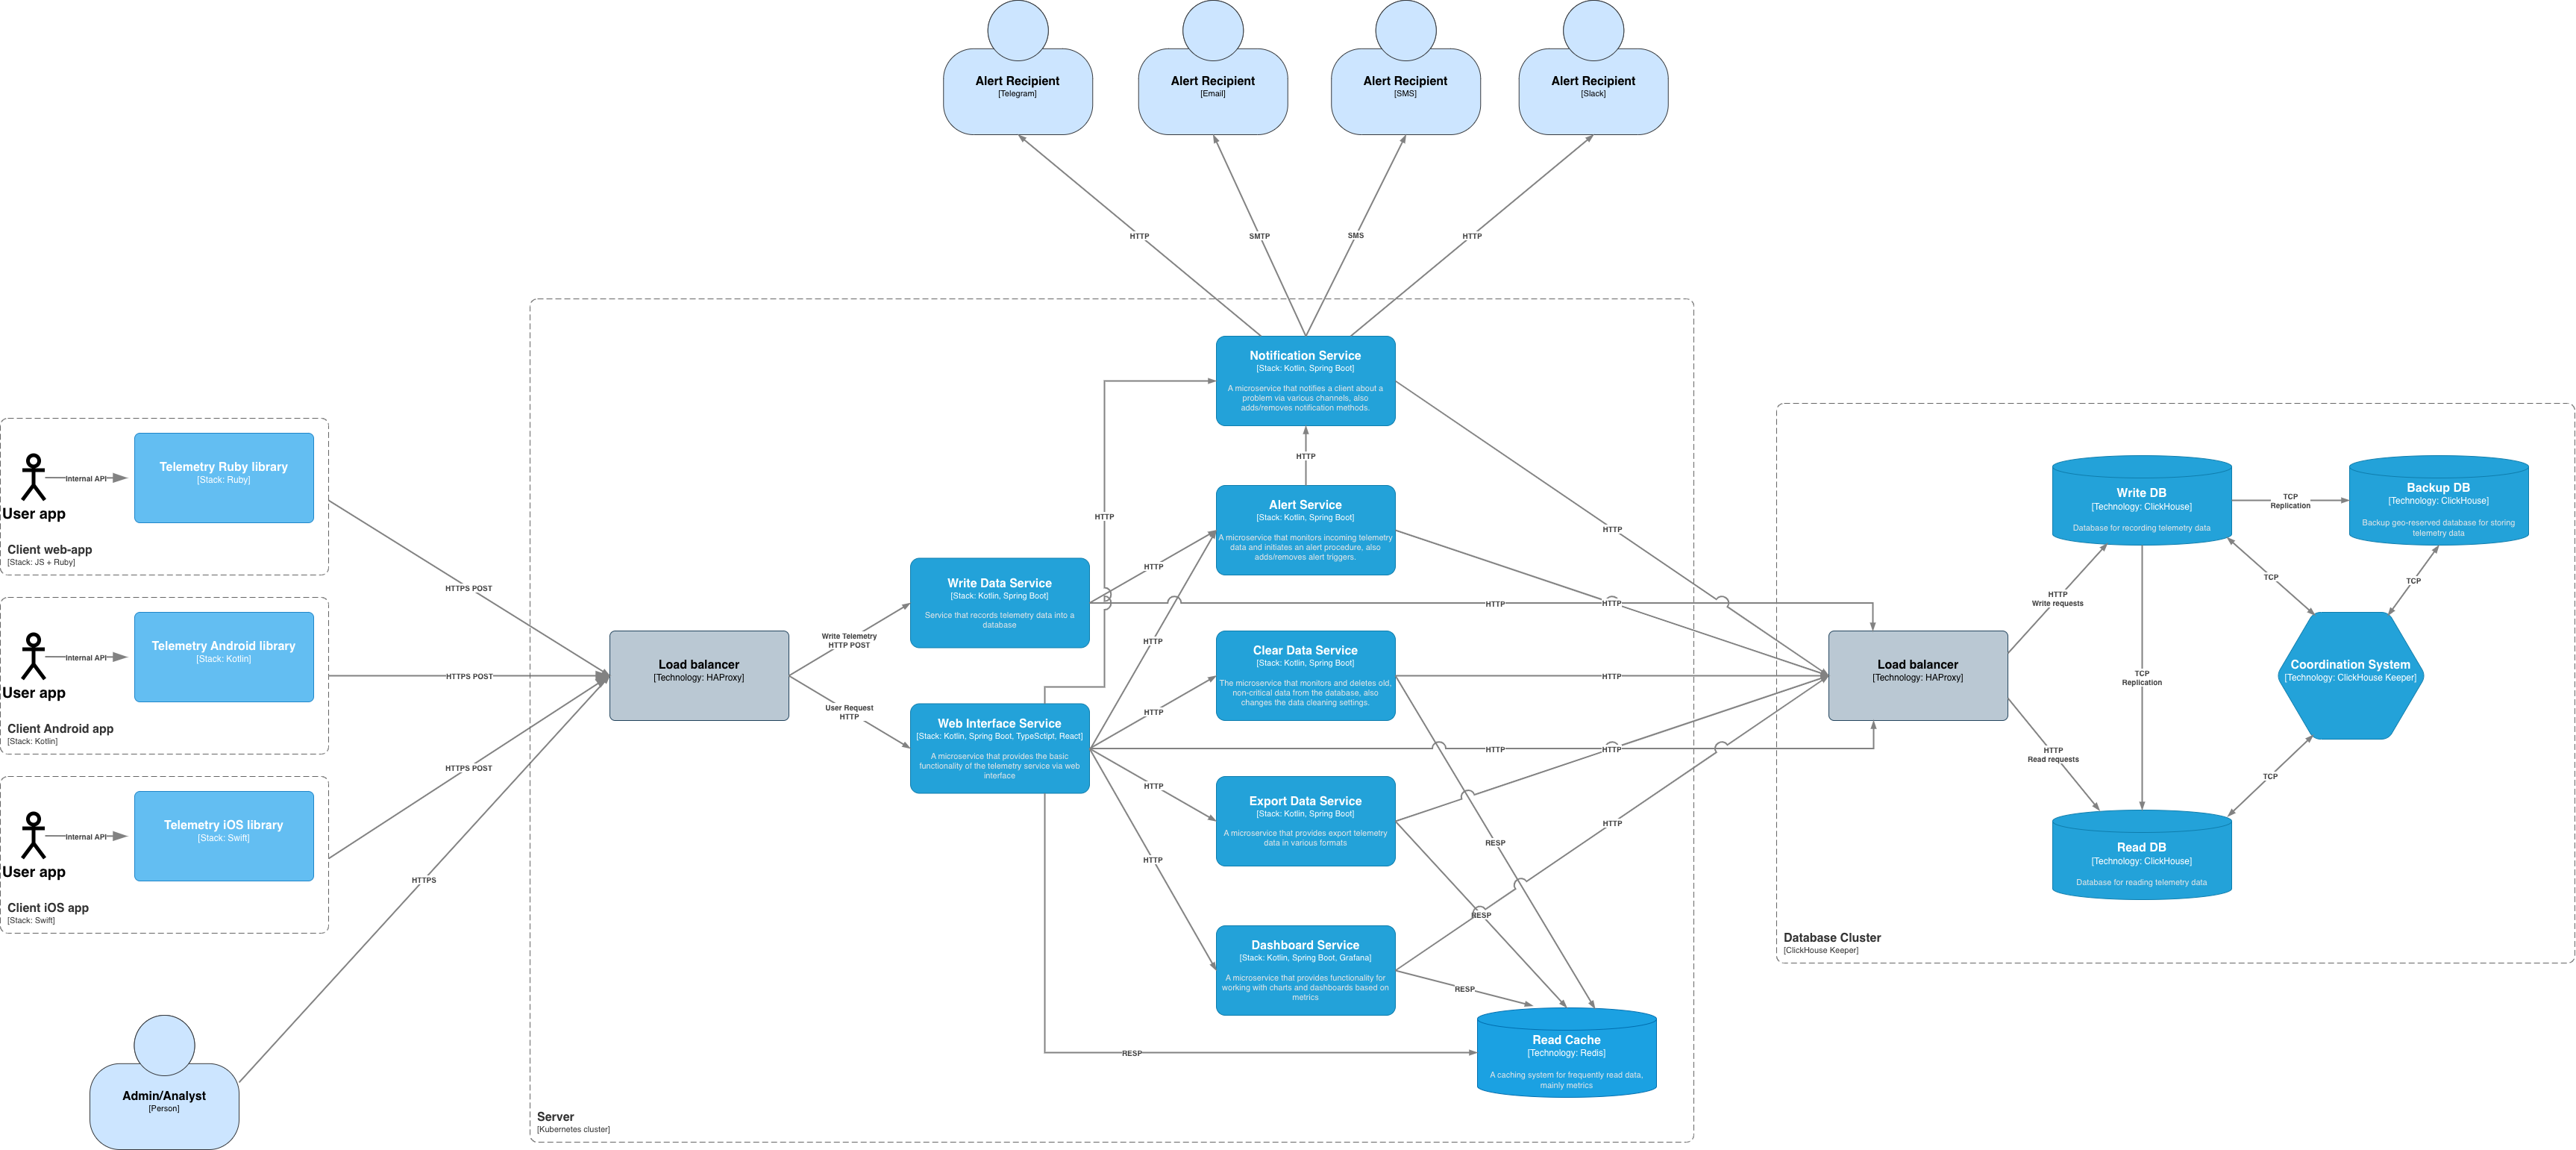 Alert Recipient
[Telegram]
Alert Recipient
[Email]
Alert Recipient
[SMS]
Alert Recipient
[Slack]
HTTP
SMTP
SMS
HTTP
Notification Service
[Stack: Kotlin, Spring Boot]
A microservice that notifies a client about a
problem via various channels, also
adds/removes notification methods.
HTTP
HTTP
HTTP
Alert Service
[Stack: Kotlin, Spring Boot]
A microservice that monitors incoming telemetry
data and initiates an alert procedure, also
adds/removes alert triggers.
Internal API
User app
Telemetry Ruby library
[Stack: Ruby]
Client web-app
[Stack: JS + Ruby]
HTTPS POST
Internal API
User app
Telemetry Android library
[Stack: Kotlin]
Client Android app
[Stack: Kotlin]
HTTPS POST
Internal API
User app
Telemetry iOS library
[Stack: Swift]
Client iOS app
[Stack: Swift]
HTTPS POST
HTTPS
Admin/Analyst
[Person]
Load balancer
[Technology: HAProxy]
Write Telemetry
HTTP POST
User Request
HTTP
Write Data Service
[Stack: Kotlin, Spring Boot]
Service that records telemetry data into a
database
HTTP
HTTP
HTTP
Web Interface Service
[Stack: Kotlin, Spring Boot, TypeSctipt, React]
A microservice that provides the basic
functionality of the telemetry service via web
interface
HTTP
HTTP
HTTP
HTTP
HTTP
HTTP
HTTP
HTTP
Clear Data Service
[Stack: Kotlin, Spring Boot]
The microservice that monitors and deletes old,
non-critical data from the database, also
changes the data cleaning settings.
Export Data Service
[Stack: Kotlin, Spring Boot]
A microservice that provides export telemetry
data in various formats
RESP
RESP
Dashboard Service
[Stack: Kotlin, Spring Boot, Grafana]
A microservice that provides functionality for
working with charts and dashboards based on
metrics
RESP
RESP
Read Cache
[Technology: Redis]
A caching system for frequently read data,
mainly metrics
Server
[Kubernetes cluster]
Load balancer
[Technology: HAProxy]
HTTP
Write requests
HTTP
Read requests
Write DB
[Technology: ClickHouse]
Database for recording telemetry data
TCP
Replication
Backup DB
[Technology: ClickHouse]
Backup geo-reserved database for storing
telemetry data
TCP
TCP
TCP
Replication
Coordination System
[Technology: ClickHouse Keeper]
TCP
Read DB
[Technology: ClickHouse]
Database for reading telemetry data
Database Cluster
[ClickHouse Keeper]